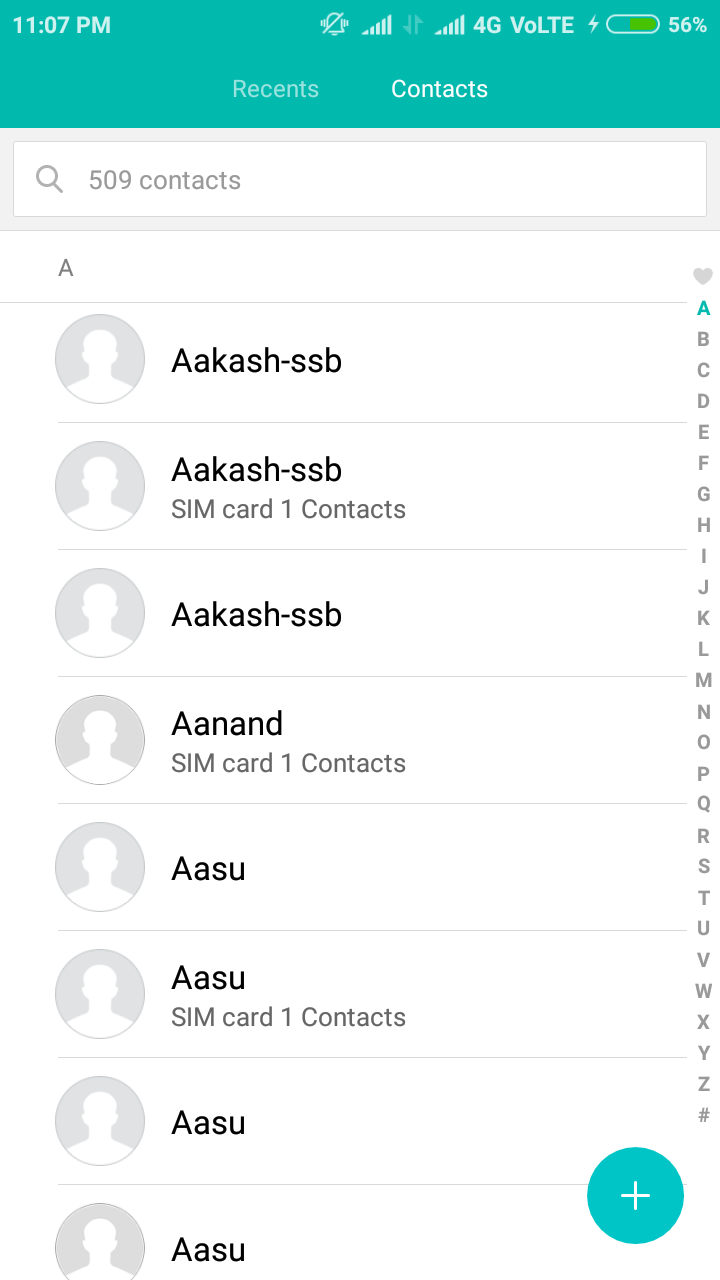 11:07 PM 4G VoLTE 56%
Recents Contacts
509 contacts
A
Aakash-ssb
Aakash-ssb
SIM card 1 Contacts
Aakash-ssb
Aanand
SIM card 1 Contacts
Aasu
Aasu
SIM card 1 Contacts
Aasu
Aasu
A
B
C
D
E
F
G
H
I
J
K
L
M
N
O
P
Q
R
S
T
U
V
W
X
Y
Z
#